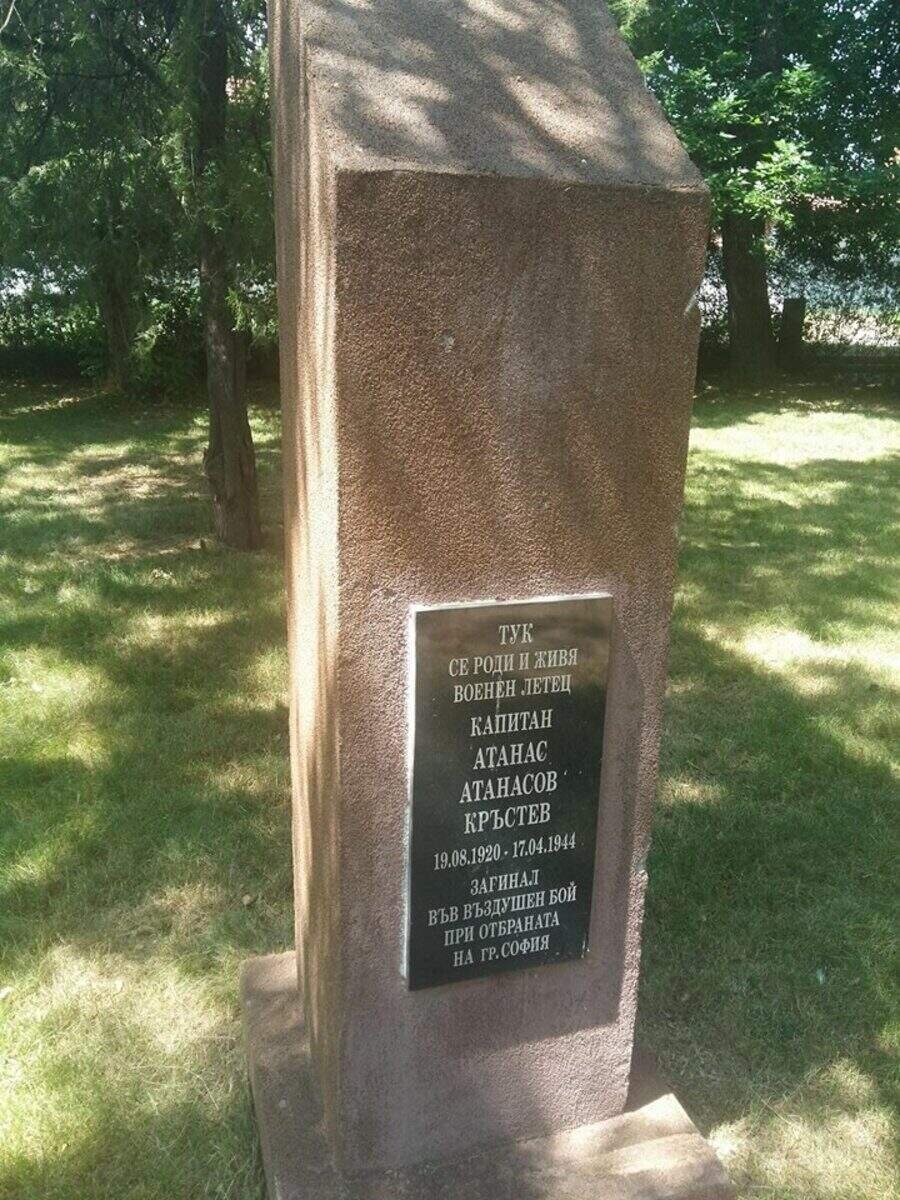 ТУК
СЕ РОДИ И ЖИВЯ
ВОЕНЕН ЛЕТЕЦ
КАПИТАН
АТАНАС
АТАНАСОВ
КРЪСТЕВ
19.08.1920 - 17.04.1944
ЗАГИНАЛ
ВЪВ ВЪЗДУШЕН БОЙ
ПРИ ОТБРАНАТА
НА ГР. СОФИЯ